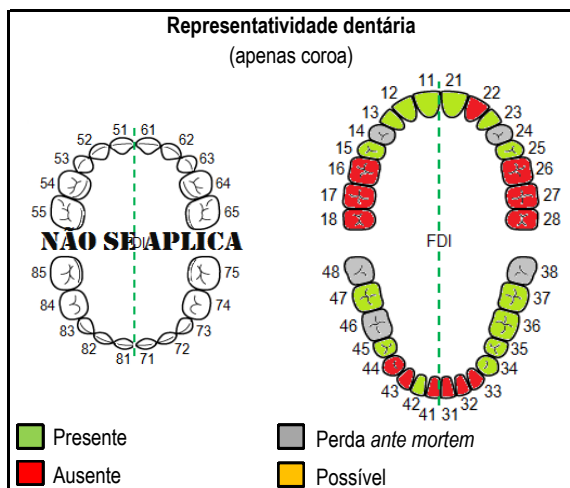 Representatividade dentária
(apenas coroa)
51 61
52 62
53 63
54 64
55 65
NÃO SE APLICA
FDI
85 75
84 74
83 73
82 72
81 71
11 21
12 22
13 23
14 24
15 25
16 26
17 27
18 28
FDI
48 38
47 37
46 36
45 35
44 34
43 33
42 32
41 31
Presente
Perda ante mortem
Ausente
Possível